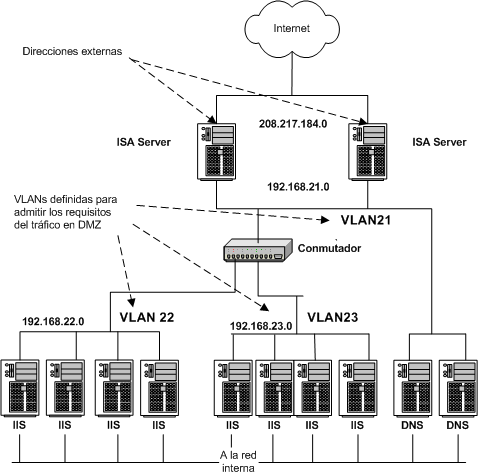 Internet
Direcciones externas
208.217.184.0
ISA Server
ISA Server
192.168.21.0
VLANs definidas para
admitir los requisitos
del tráfico en DMZ
VLAN21
Conmutador
192.168.22.0
VLAN 22
192.168.23.0
VLAN23
IIS
IIS
IIS
IIS
IIS
IIS
IIS
IIS
DNS
DNS
A la red
interna